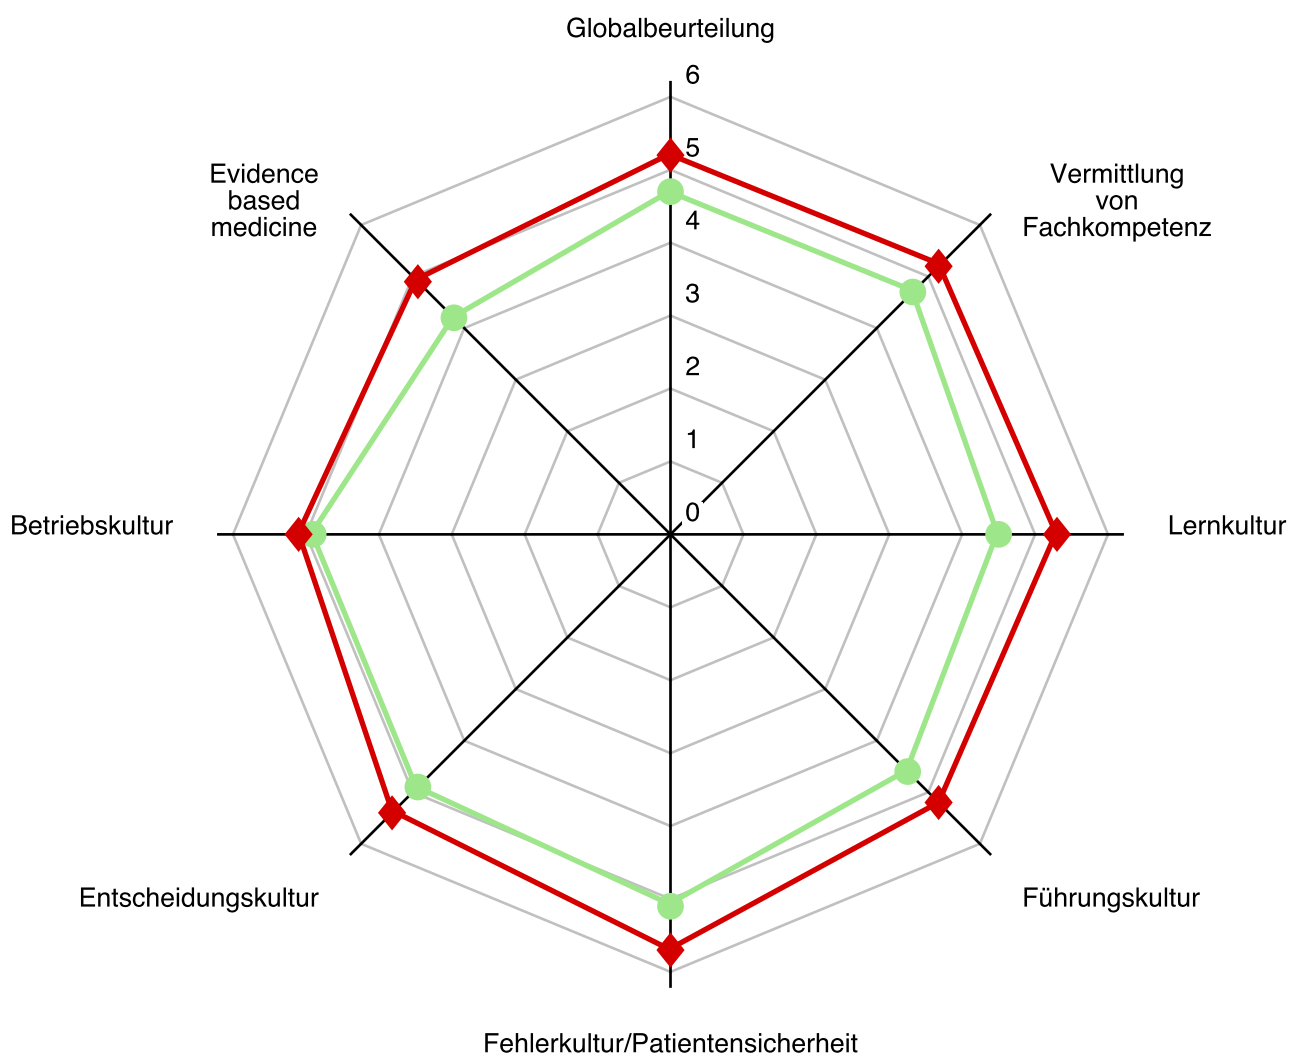 Globalbeurteilung
6
5
4
3
2
1
0
Evidence
based
medicine
Vermittlung
von
Fachkompetenz
Betriebskultur
Lernkultur
Entscheidungskultur
Führungskultur
Fehlerkultur/Patientensicherheit